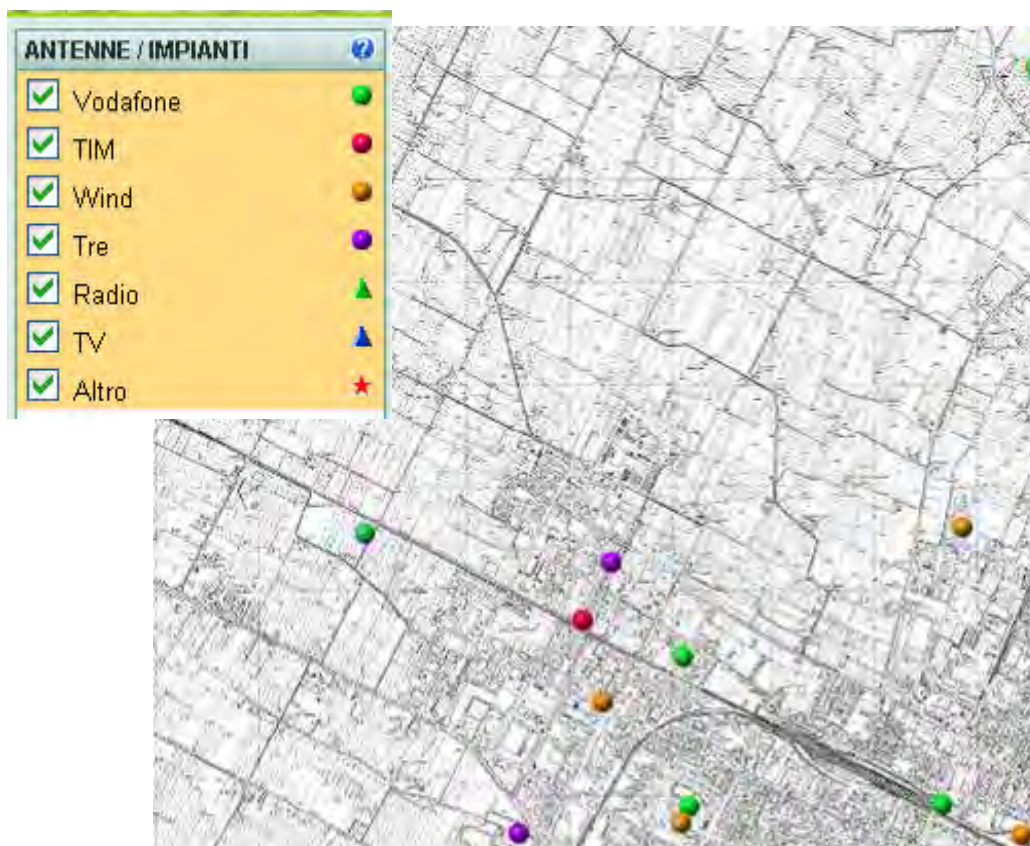 ANTENNE / IMPIANTI
Vodafone
TIM
Wind
Tre
Radio
TV
Altro